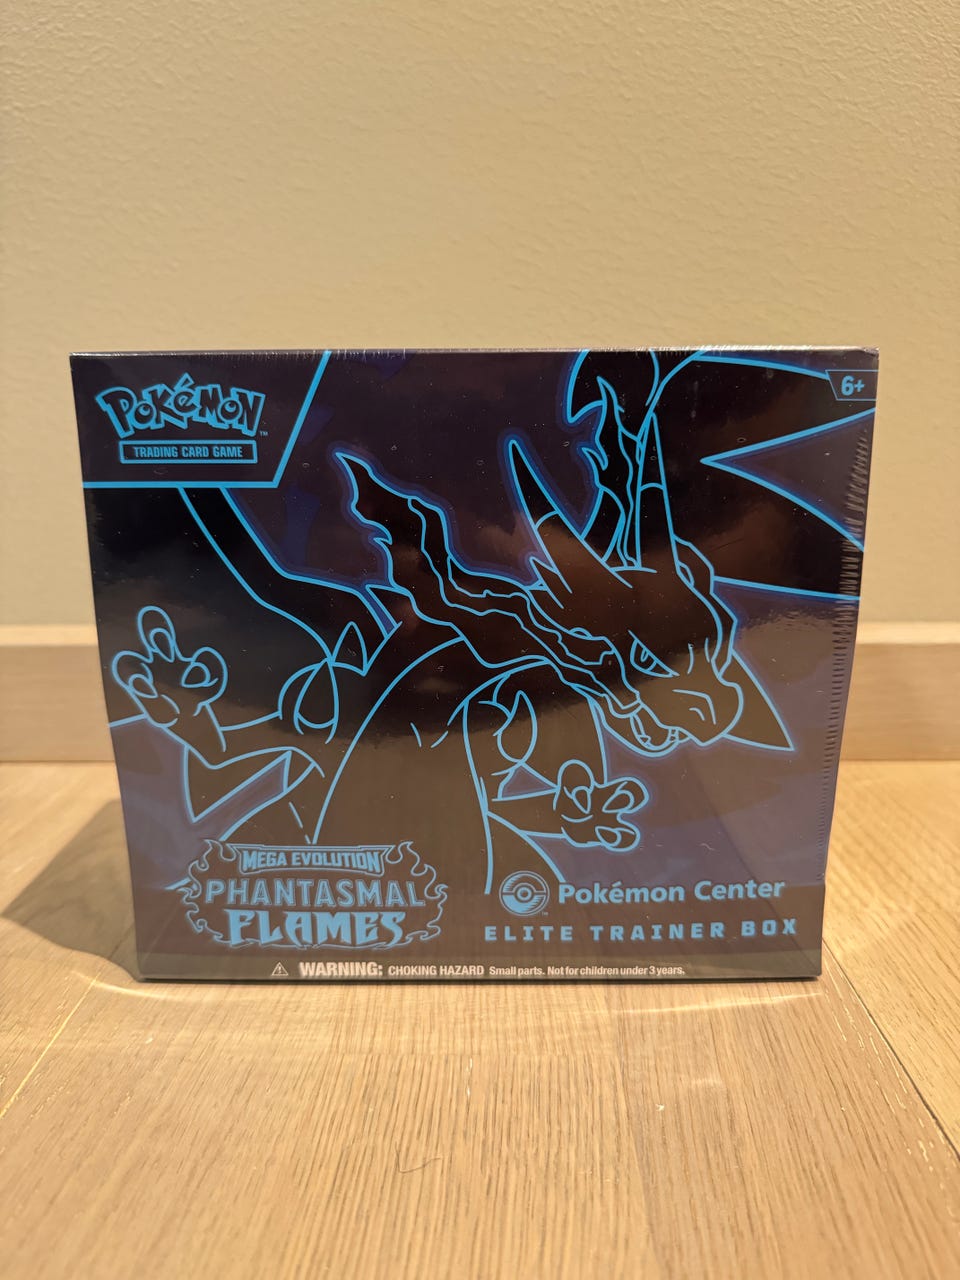 POKéMON™
TRADING CARD GAME
6+
MEGA EVOLUTION
PHANTASMAL
FLAMES
Pokémon Center
ELITE TRAINER BOX
⚠ WARNING: CHOKING HAZARD Small parts. Not for children under 3 years.